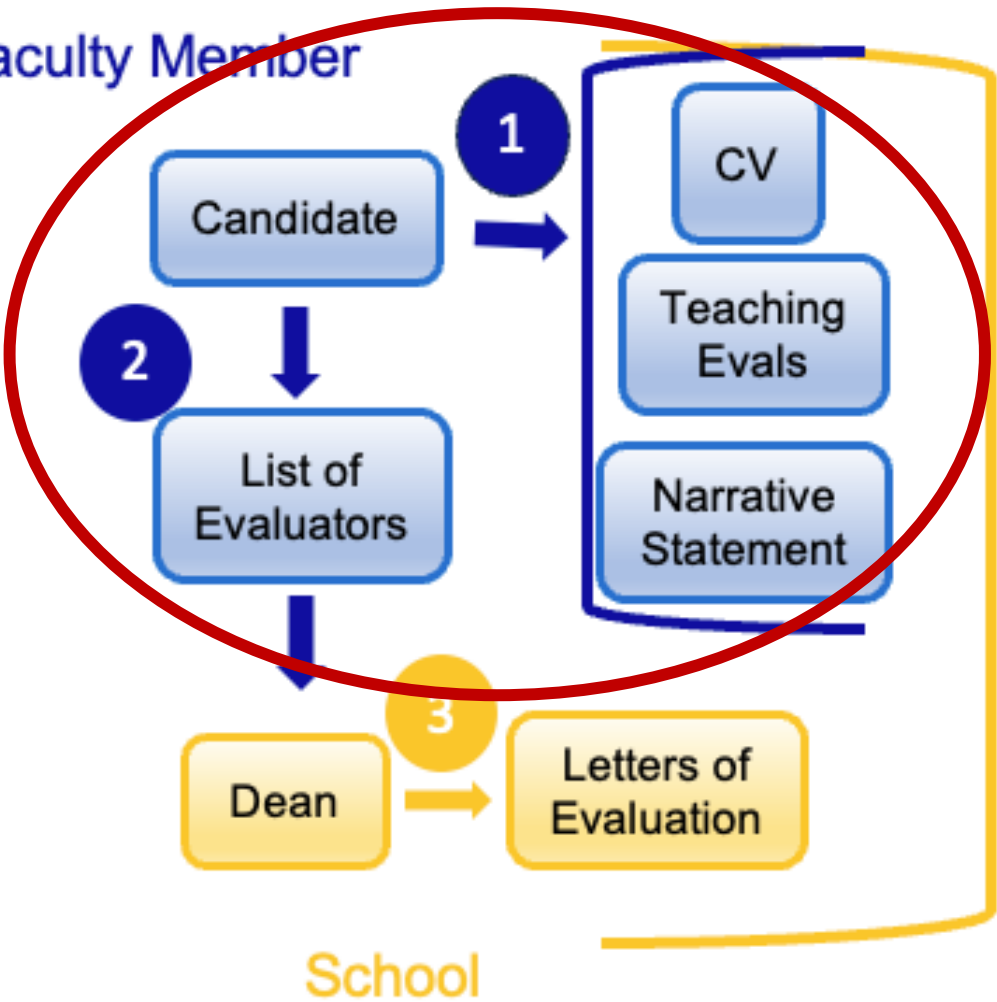 aculty Member
1
CV
Candidate
Teaching
Evals
2
List of
Evaluators
Narrative
Statement
3
Dean
Letters of
Evaluation
School